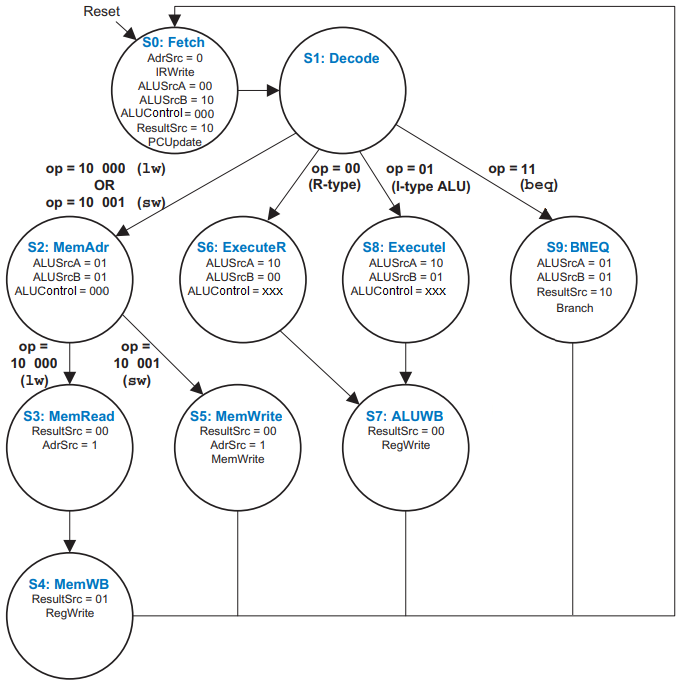 Reset
S0: Fetch
AdrSrc = 0
IRWrite
ALUSrcA = 00
ALUSrcB = 10
ALUControl = 000
ResultSrc = 10
PCUpdate
S1: Decode
op = 10 000 (lw)
OR
op = 10 001 (sw)
op = 00
(R-type)
op = 01
(I-type ALU)
op = 11
(beq)
S2: MemAdr
ALUSrcA = 01
ALUSrcB = 01
ALUControl = 000
S6: ExecuteR
ALUSrcA = 10
ALUSrcB = 00
ALUControl = xxx
S8: ExecuteI
ALUSrcA = 10
ALUSrcB = 01
ALUControl = xxx
S9: BNEQ
ALUSrcA = 01
ALUSrcB = 01
ResultSrc = 10
Branch
op =
10 000
(lw)
op =
10 001
(sw)
S3: MemRead
ResultSrc = 00
AdrSrc = 1
S5: MemWrite
ResultSrc = 00
AdrSrc = 1
MemWrite
S7: ALUWB
ResultSrc = 00
RegWrite
S4: MemWB
ResultSrc = 01
RegWrite